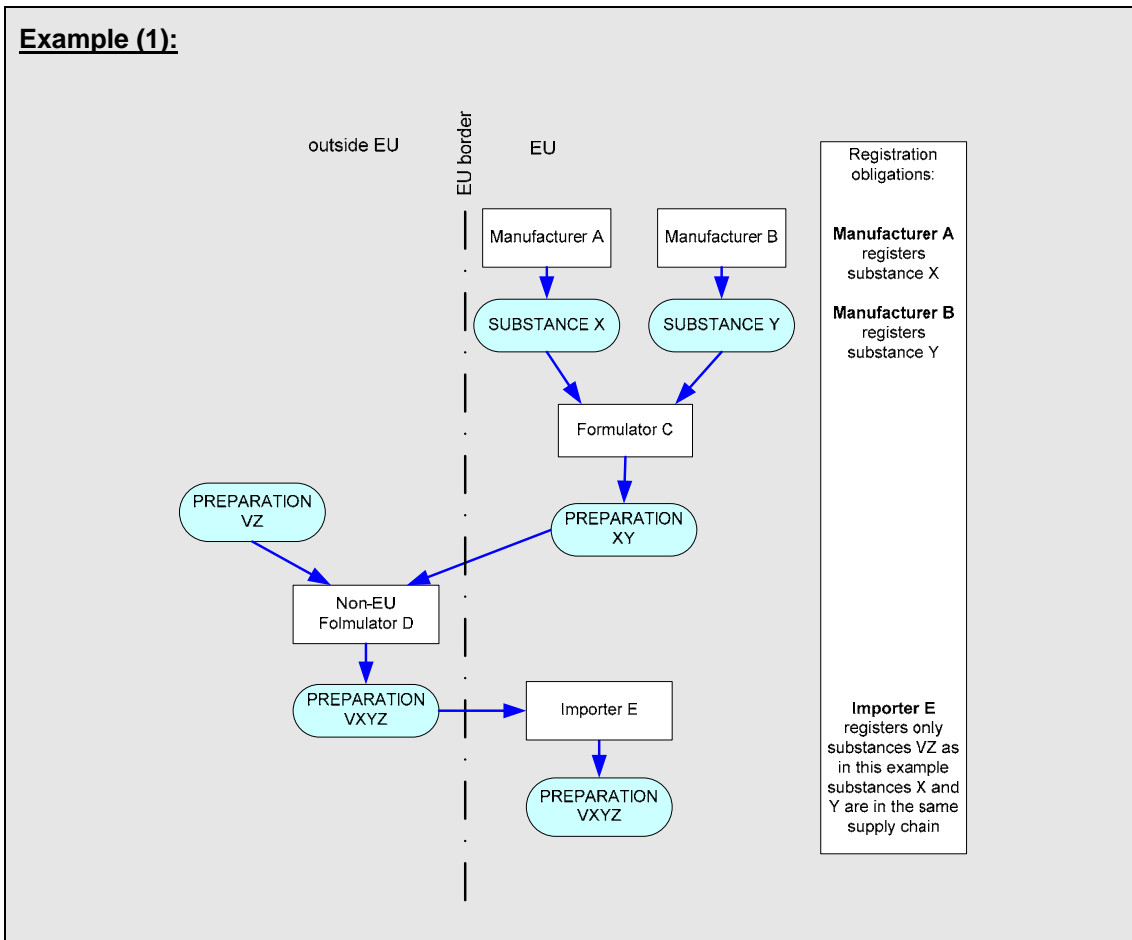 Example (1):
outside EU
EU border
EU
Manufacturer A
Manufacturer B
SUBSTANCE X
SUBSTANCE Y
Formulator C
PREPARATION
VZ
PREPARATION
XY
Non-EU
Folmulator D
PREPARATION
VXYZ
Importer E
PREPARATION
VXYZ
Registration
obligations:
Manufacturer A
registers
substance X
Manufacturer B
registers
substance Y
Importer E
registers only
substances VZ as
in this example
substances X and
Y are in the same
supply chain